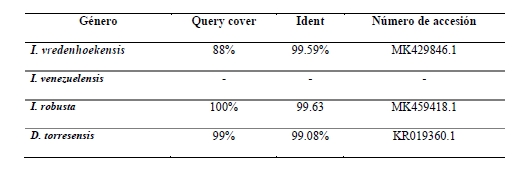 Género Query cover Ident Número de accesión
I. vredenhoekensis 88% 99.59% MK429846.1
I. venezuelensis - - -
I. robusta 100% 99.63 MK459418.1
D. torresensis 99% 99.08% KR019360.1